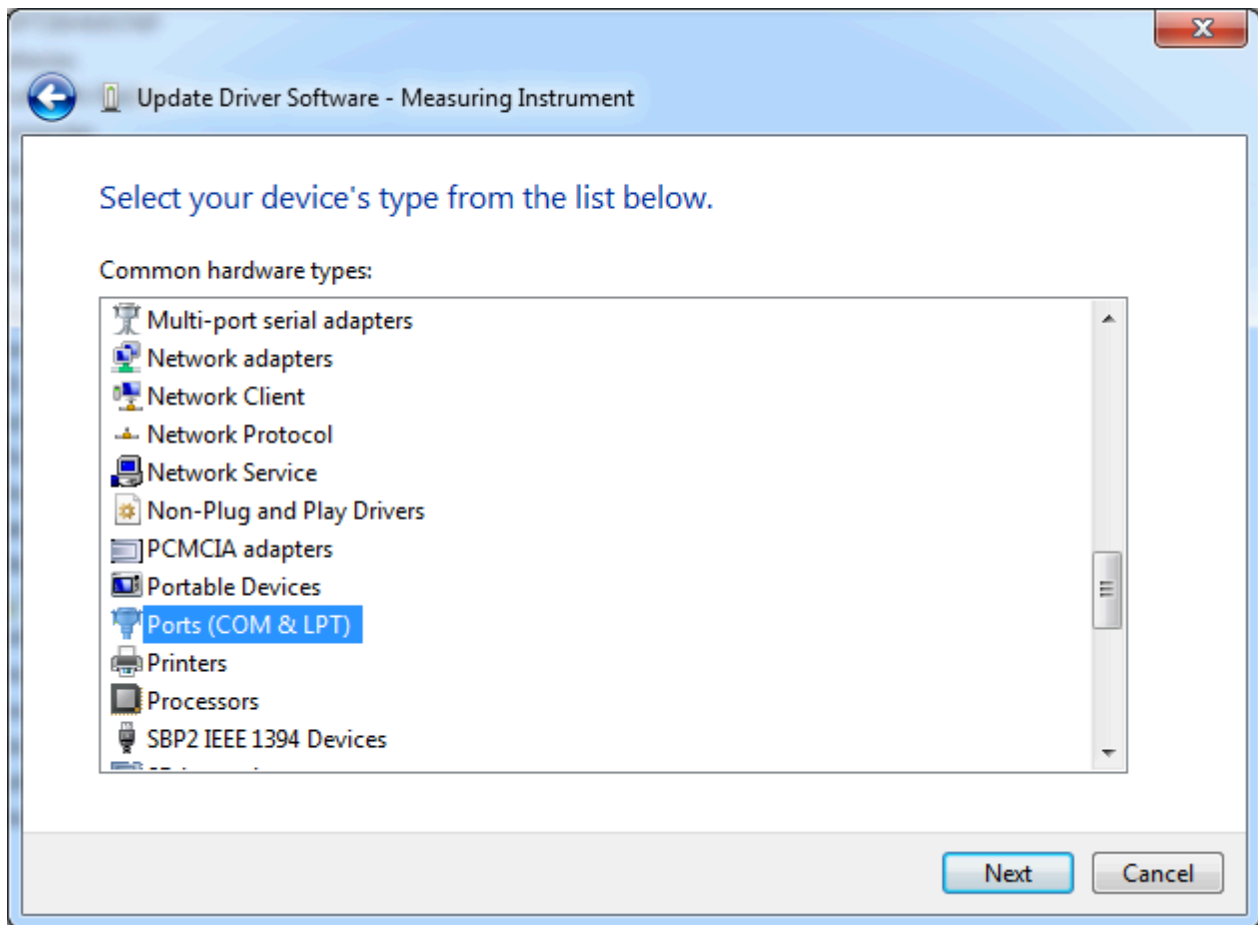 Update Driver Software - Measuring Instrument
Select your device's type from the list below.
Common hardware types:
Multi-port serial adapters
Network adapters
Network Client
Network Protocol
Network Service
Non-Plug and Play Drivers
PCMCIA adapters
Portable Devices
Ports (COM & LPT)
Printers
Processors
SBP2 IEEE 1394 Devices
Next
Cancel